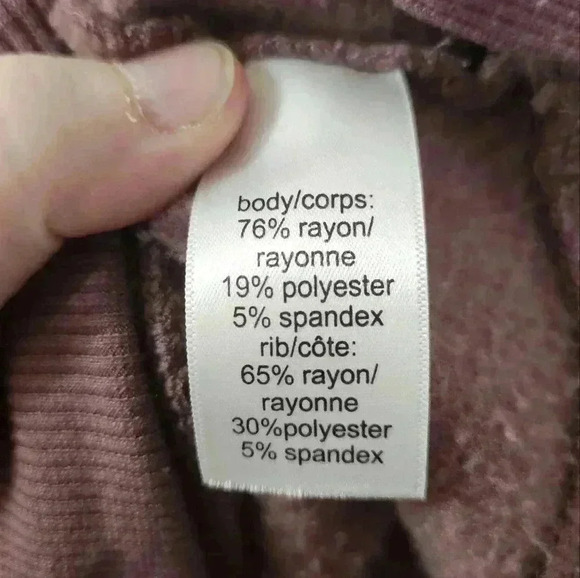 body/corps:
76% rayon/
rayonne
19% polyester
5% spandex
rib/côte:
65% rayon/
rayonne
30%polyester
5% spandex